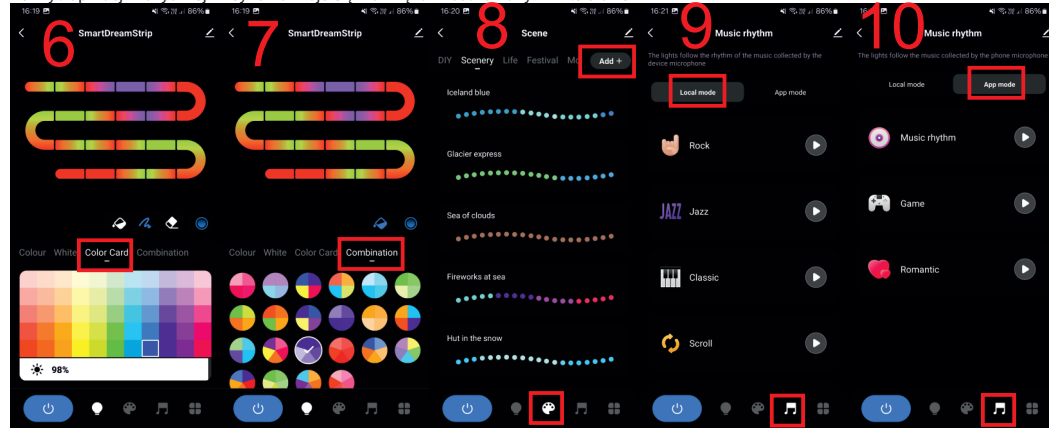 16:19
86%
6
SmartDreamStrip
Colour White Color Card Combination
98%
16:19
86%
7
SmartDreamStrip
Colour White Color Card Combination
16:20
86%
8
Scene
DIY Scenery Life Festival Mo Add +
Iceland blue
Glacier express
Sea of clouds
Fireworks at sea
Hut in the snow
16:21
86%
9
Music rhythm
The lights follow the rhythm of the music collected by the
device microphone
Local mode App mode
Rock
JAZZ Jazz
Classic
Scroll
86%
10
Music rhythm
The lights follow the music collected by the phone microphone
Local mode App mode
Music rhythm
Game
Romantic